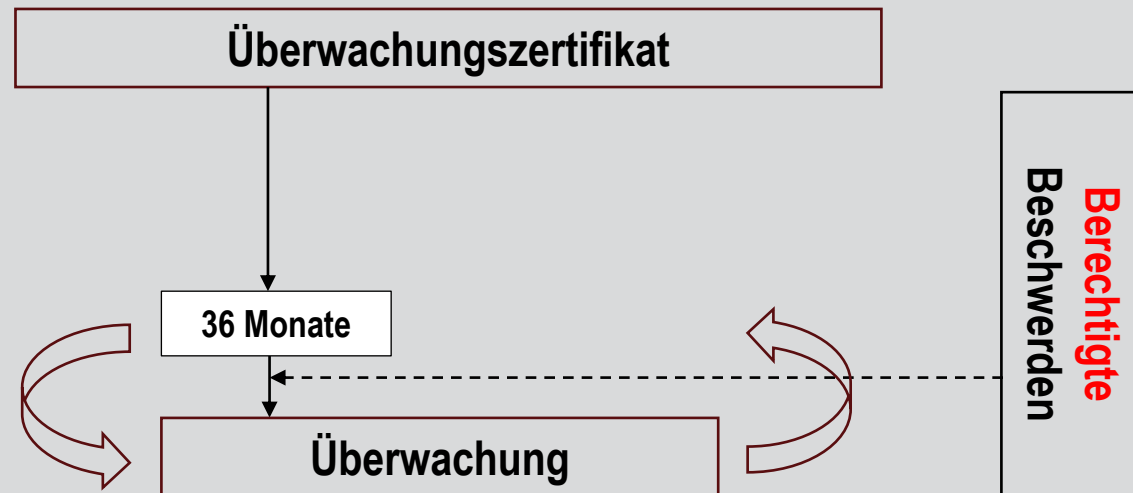 Überwachungszertifikat
Berechtigte
Beschwerden
36 Monate
Überwachung